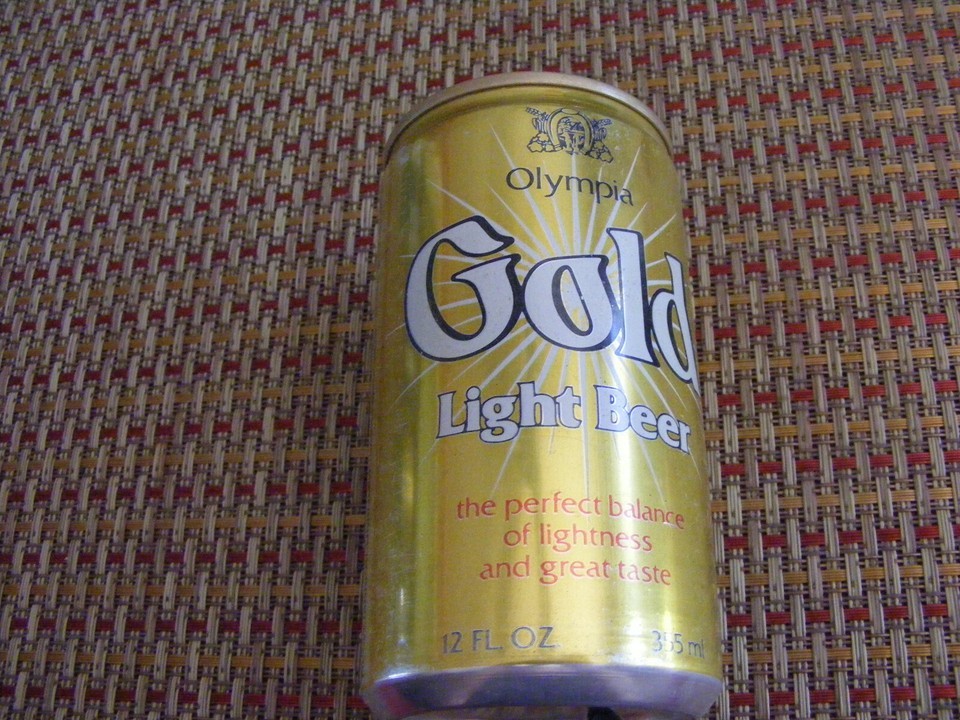 Olympia
Gold
Light Beer
the perfect balance
of lightness
and great taste
12 FL. OZ. 355 ml